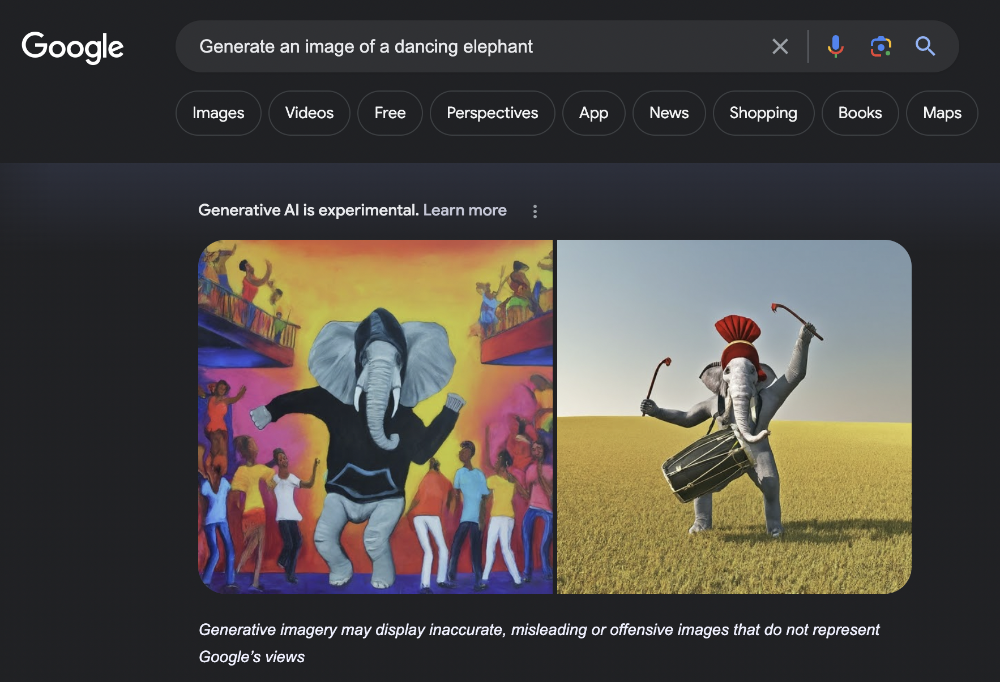 Google
Generate an image of a dancing elephant
Images Videos Free Perspectives App News Shopping Books Maps
Generative AI is experimental. Learn more
Generative imagery may display inaccurate, misleading or offensive images that do not represent
Google’s views